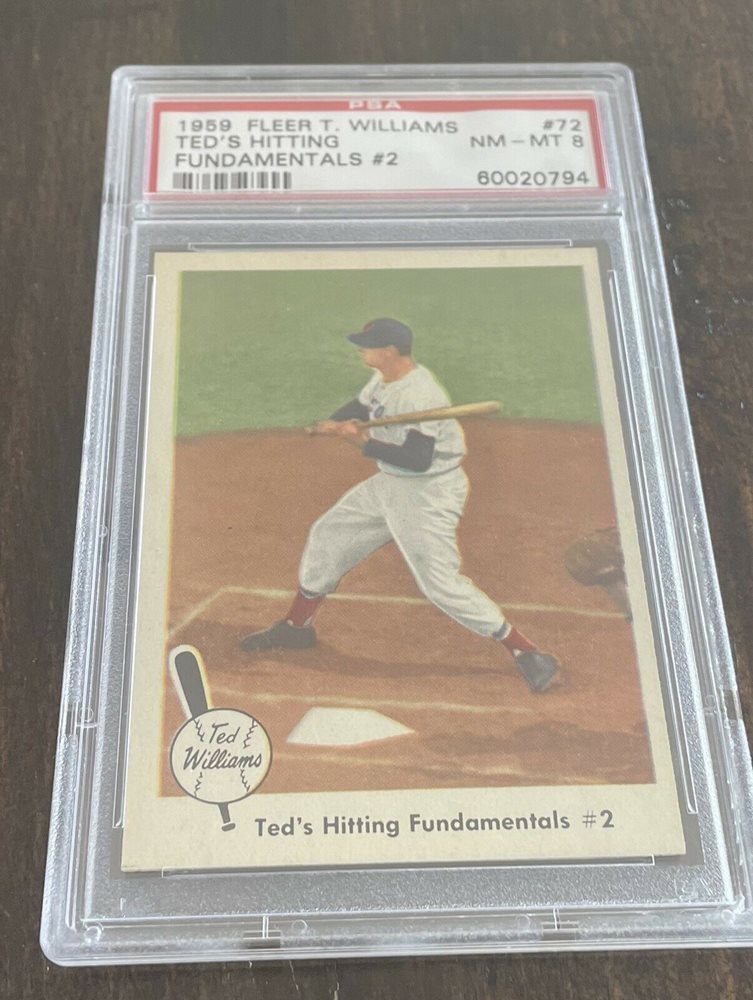 PSA
1959 FLEER T. WILLIAMS #72
TED'S HITTING NM - MT 8
FUNDAMENTALS #2
60020794
Ted
Williams
Ted's Hitting Fundamentals #2